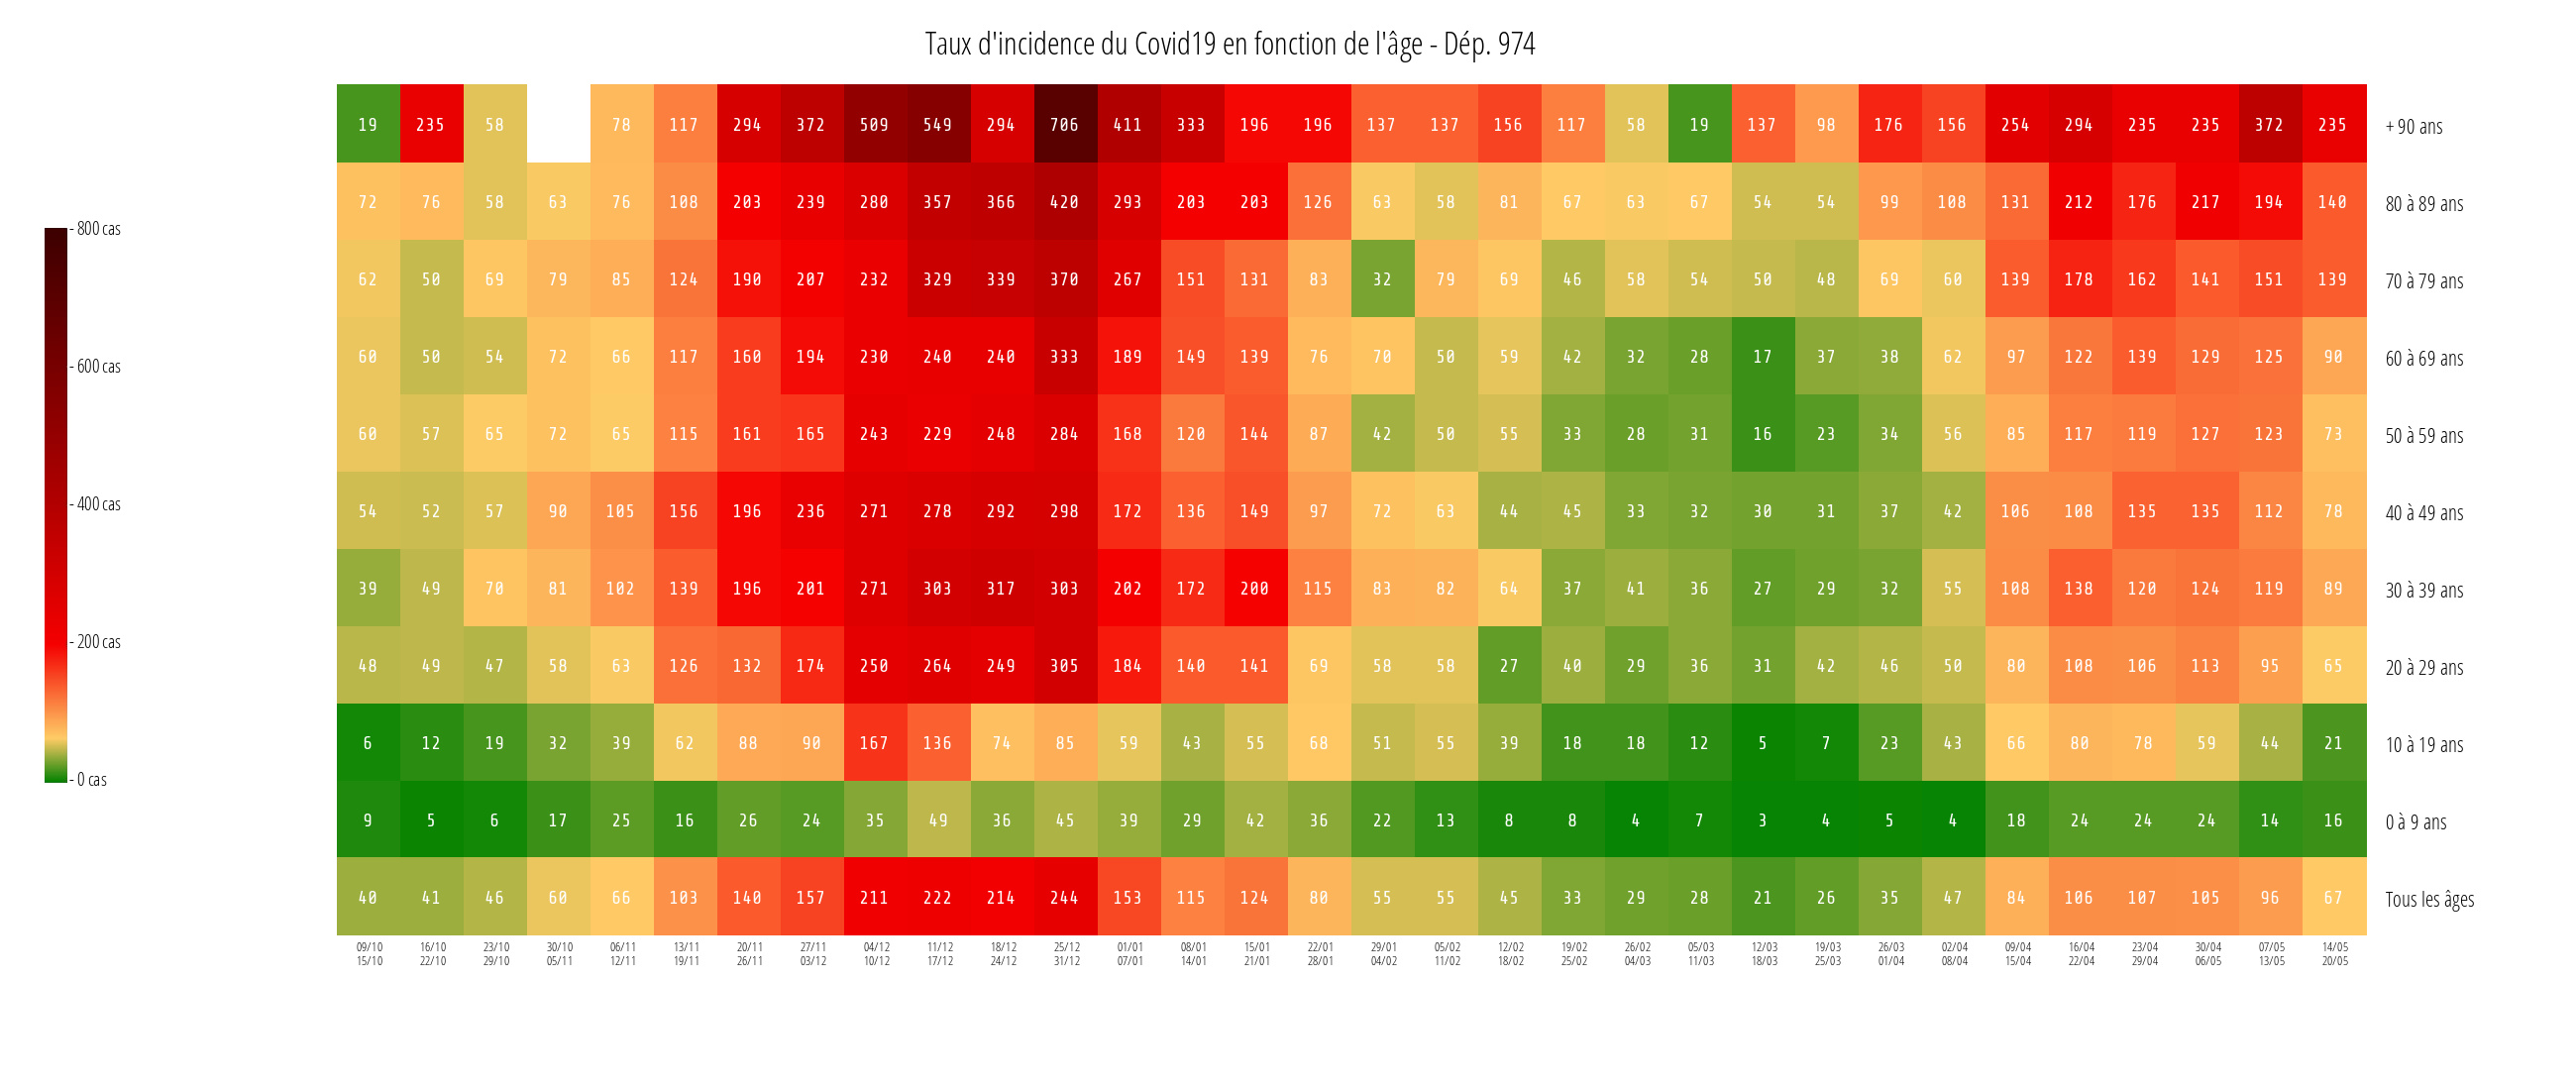 Taux d'incidence du Covid19 en fonction de l'âge - Dép. 974
19 235 58 78 117 294 372 509 549 294 706 411 333 196 196 137 137 156 117 58 19 137 98 176 156 254 294 235 235 372 235 + 90 ans
72 76 58 63 76 108 203 239 280 357 366 420 293 203 203 126 63 58 81 67 63 67 54 54 99 108 131 212 176 217 194 140 80 à 89 ans
- 800 cas
62 50 69 79 85 124 190 207 232 329 339 370 267 151 131 83 32 79 69 46 58 54 50 48 69 60 139 178 162 141 151 139 70 à 79 ans
60 50 54 72 66 117 160 194 230 240 240 333 189 149 139 76 70 50 59 42 32 28 17 37 38 62 97 122 139 129 125 90 60 à 69 ans
- 600 cas
60 57 65 72 65 115 161 165 243 229 248 284 168 120 144 87 42 50 55 33 28 31 16 23 34 56 85 117 119 127 123 73 50 à 59 ans
- 400 cas
54 52 57 90 105 156 196 236 271 278 292 298 172 136 149 97 72 63 44 45 33 32 30 31 37 42 106 108 135 135 112 78 40 à 49 ans
39 49 70 81 102 139 196 201 271 303 317 303 202 172 200 115 83 82 64 37 41 36 27 29 32 55 108 138 120 124 119 89 30 à 39 ans
- 200 cas
48 49 47 58 63 126 132 174 250 264 249 305 184 140 141 69 58 58 27 40 29 36 31 42 46 50 80 108 106 113 95 65 20 à 29 ans
6 12 19 32 39 62 88 90 167 136 74 85 59 43 55 68 51 55 39 18 18 12 5 7 23 43 66 80 78 59 44 21 10 à 19 ans
- 0 cas
9 5 6 17 25 16 26 24 35 49 36 45 39 29 42 36 22 13 8 8 4 7 3 4 5 4 18 24 24 24 14 16 0 à 9 ans
40 41 46 60 66 103 140 157 211 222 214 244 153 115 124 80 55 55 45 33 29 28 21 26 35 47 84 106 107 105 96 67 Tous les âges
09/10 16/10 23/10 30/10 06/11 13/11 20/11 27/11 04/12 11/12 18/12 25/12 01/01 08/01 15/01 22/01 29/01 05/02 12/02 19/02 26/02 05/03 12/03 19/03 26/03 02/04 09/04 16/04 23/04 30/04 07/05 14/05
15/10 22/10 29/10 05/11 12/11 19/11 26/11 03/12 10/12 17/12 24/12 31/12 07/01 14/01 21/01 28/01 04/02 11/02 18/02 25/02 04/03 11/03 18/03 25/03 01/04 08/04 15/04 22/04 29/04 06/05 13/05 20/05